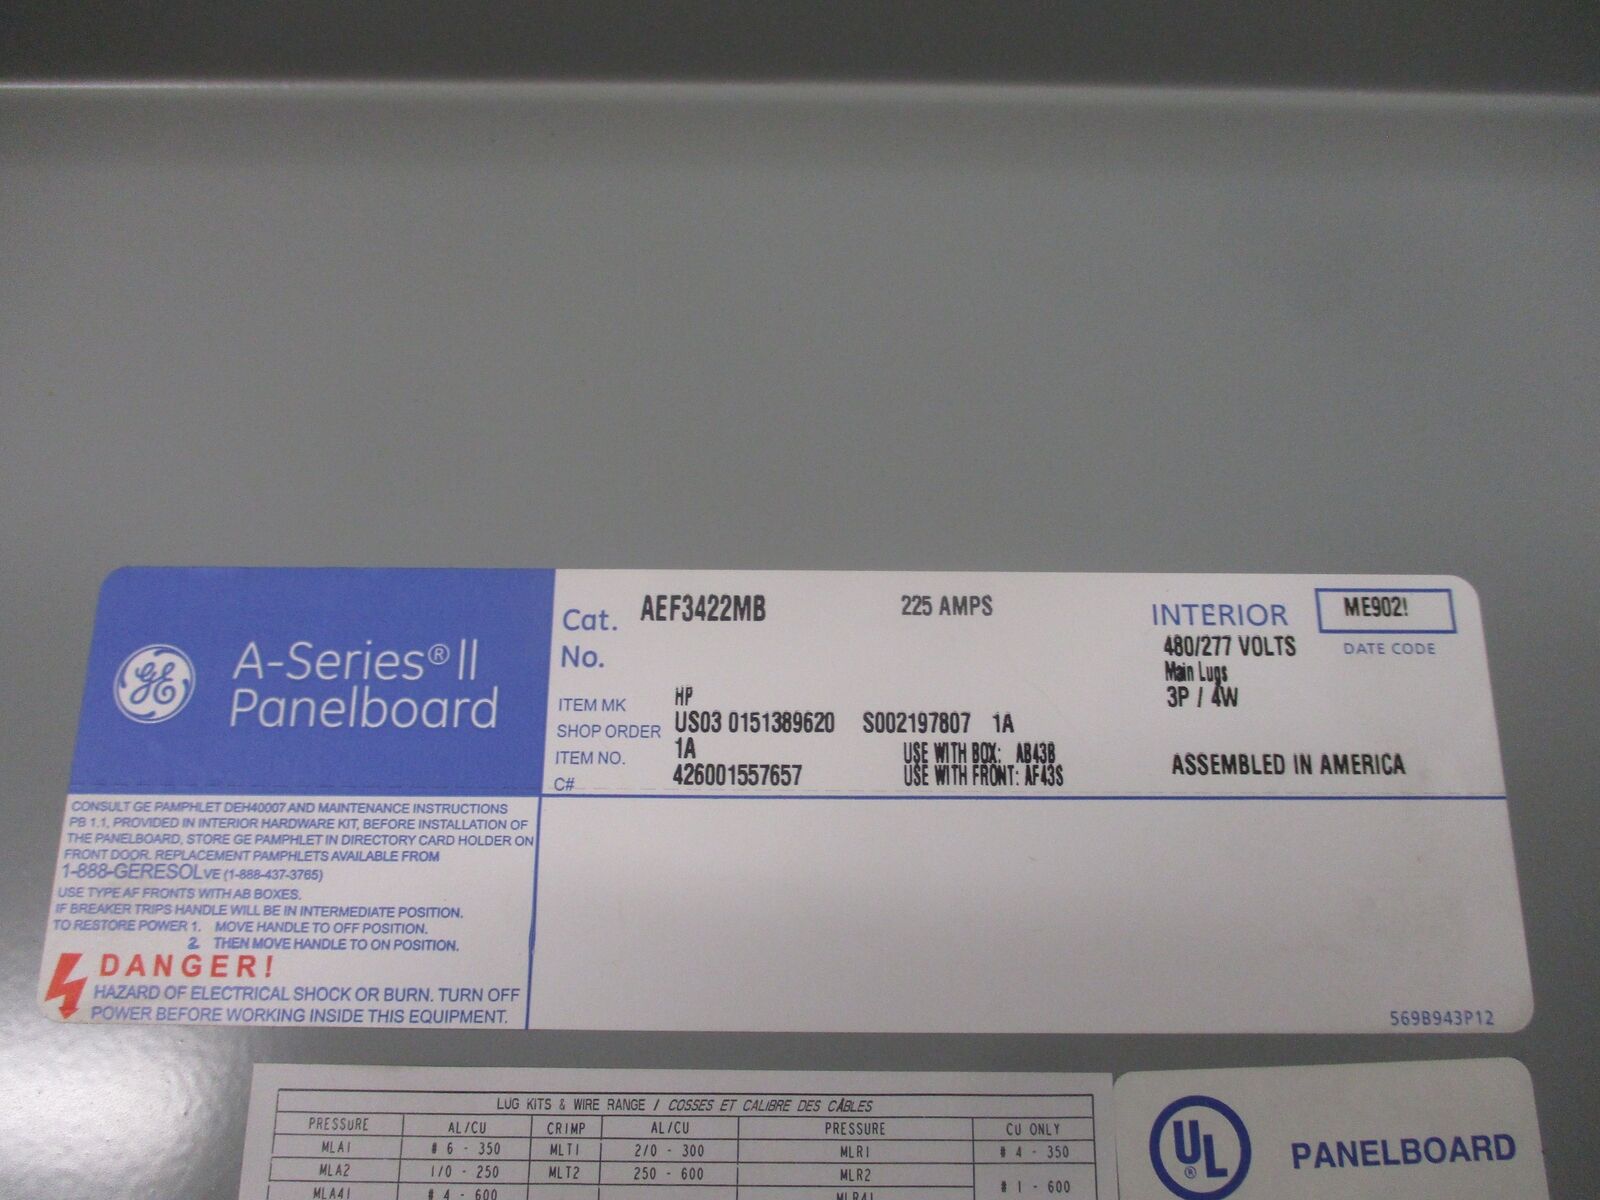 GE
A-Series® II
Panelboard
Cat. No. AEF3422MB
225 AMPS
INTERIOR
480/277 VOLTS
Main Lugs
3P / 4W
ME902!
DATE CODE
ITEM MK HP
SHOP ORDER US03 0151389620 S002197807 1A
ITEM NO. 1A
C# 426001557657
USE WITH BOX: AB43B
USE WITH FRONT: AF43S
ASSEMBLED IN AMERICA
CONSULT GE PAMPHLET DEH40007 AND MAINTENANCE INSTRUCTIONS
PB 1.1, PROVIDED IN INTERIOR HARDWARE KIT, BEFORE INSTALLATION OF
THE PANELBOARD, STORE GE PAMPHLET IN DIRECTORY CARD HOLDER ON
FRONT DOOR. REPLACEMENT PAMPHLETS AVAILABLE FROM
1-888-GERESOLVE (1-888-437-3765)
USE TYPE AF FRONTS WITH AB BOXES.
IF BREAKER TRIPS HANDLE WILL BE IN INTERMEDIATE POSITION.
TO RESTORE POWER 1. MOVE HANDLE TO OFF POSITION.
2. THEN MOVE HANDLE TO ON POSITION.
DANGER!
HAZARD OF ELECTRICAL SHOCK OR BURN. TURN OFF
POWER BEFORE WORKING INSIDE THIS EQUIPMENT.
569B943P12
LUG KITS & WIRE RANGE / COSSES ET CALIBRE DES CÂBLES
PRESSURE AL/CU CRIMP AL/CU PRESSURE CU ONLY
MLA1 # 6 - 350 MLT1 2/0 - 300 MLR1 # 4 - 350
MLA2 1/0 - 250 MLT2 250 - 600 MLR2 # 1 - 600
MLA41 # 4 - 600 MLR41
UL ®
PANELBOARD